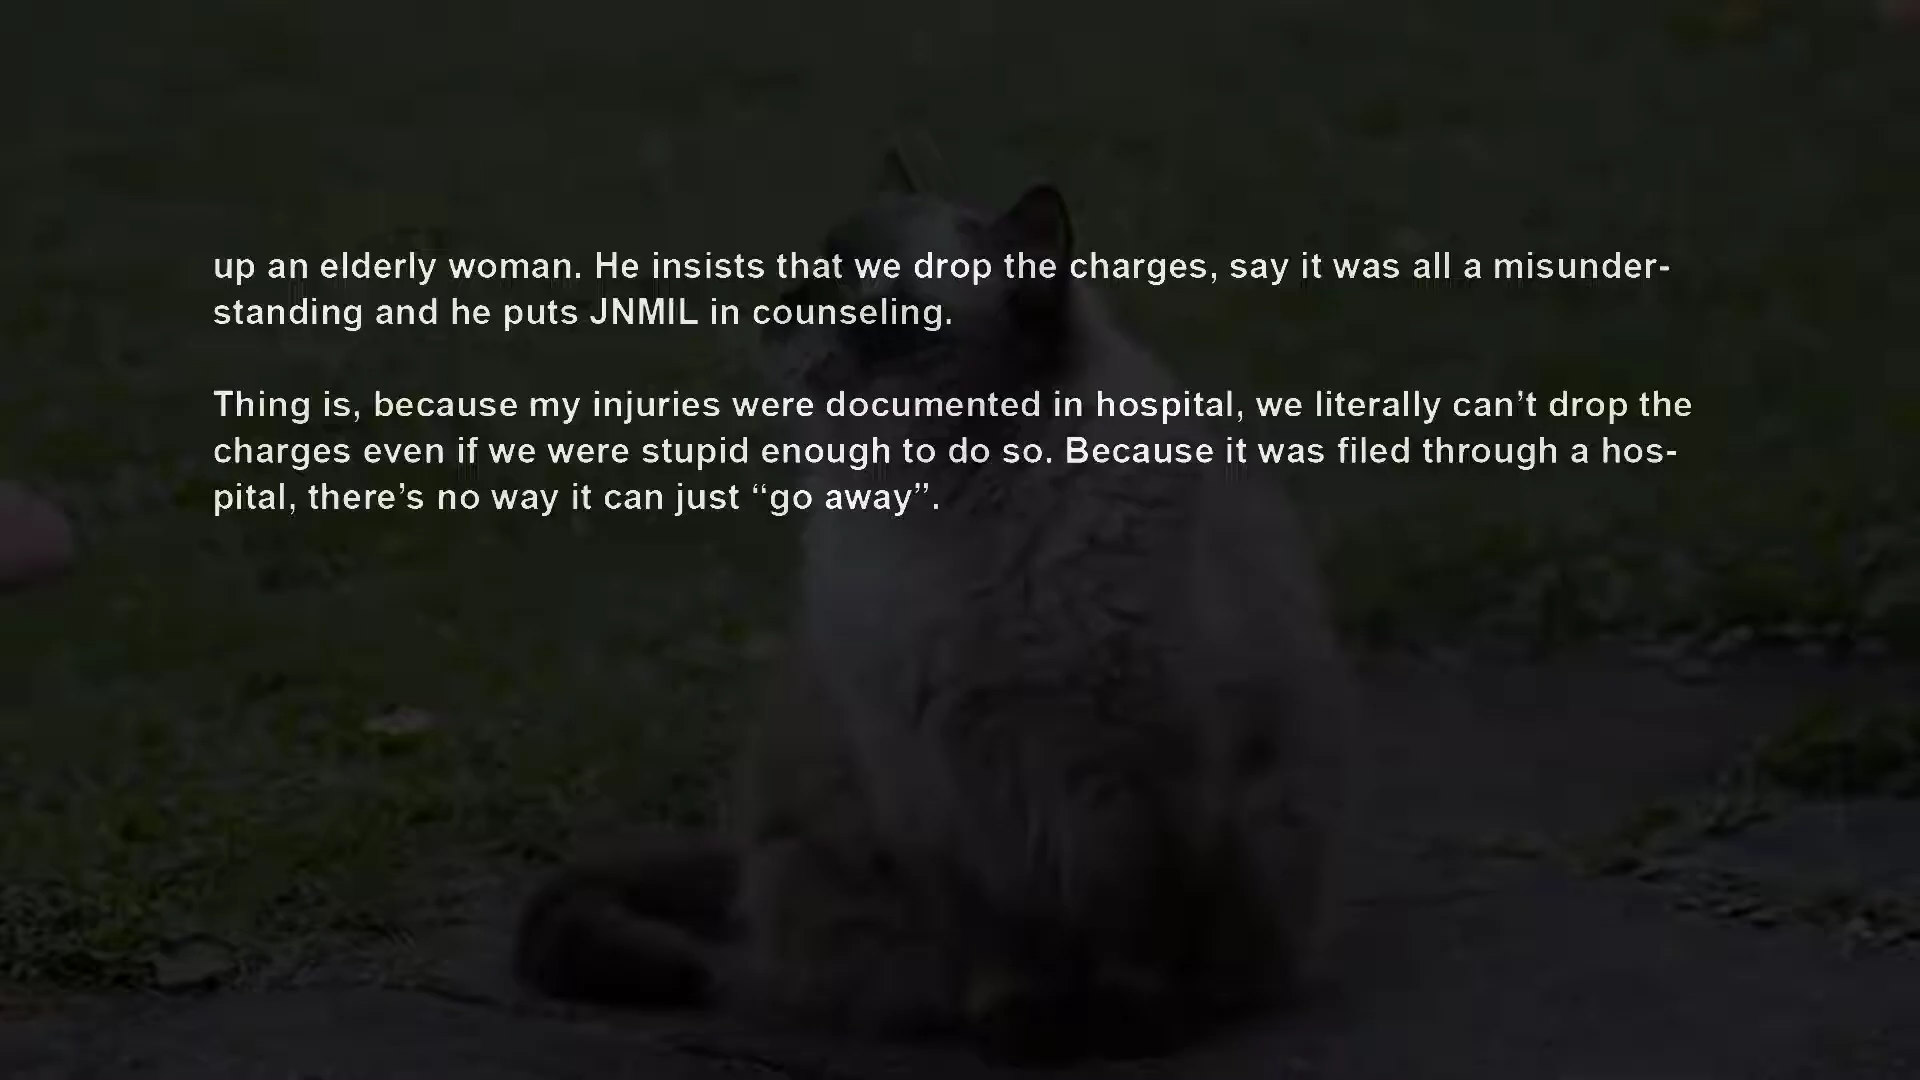 up an elderly woman. He insists that we drop the charges, say it was all a misunder-
standing and he puts JNMIL in counseling.
Thing is, because my injuries were documented in hospital, we literally can’t drop the
charges even if we were stupid enough to do so. Because it was filed through a hos-
pital, there’s no way it can just “go away”.